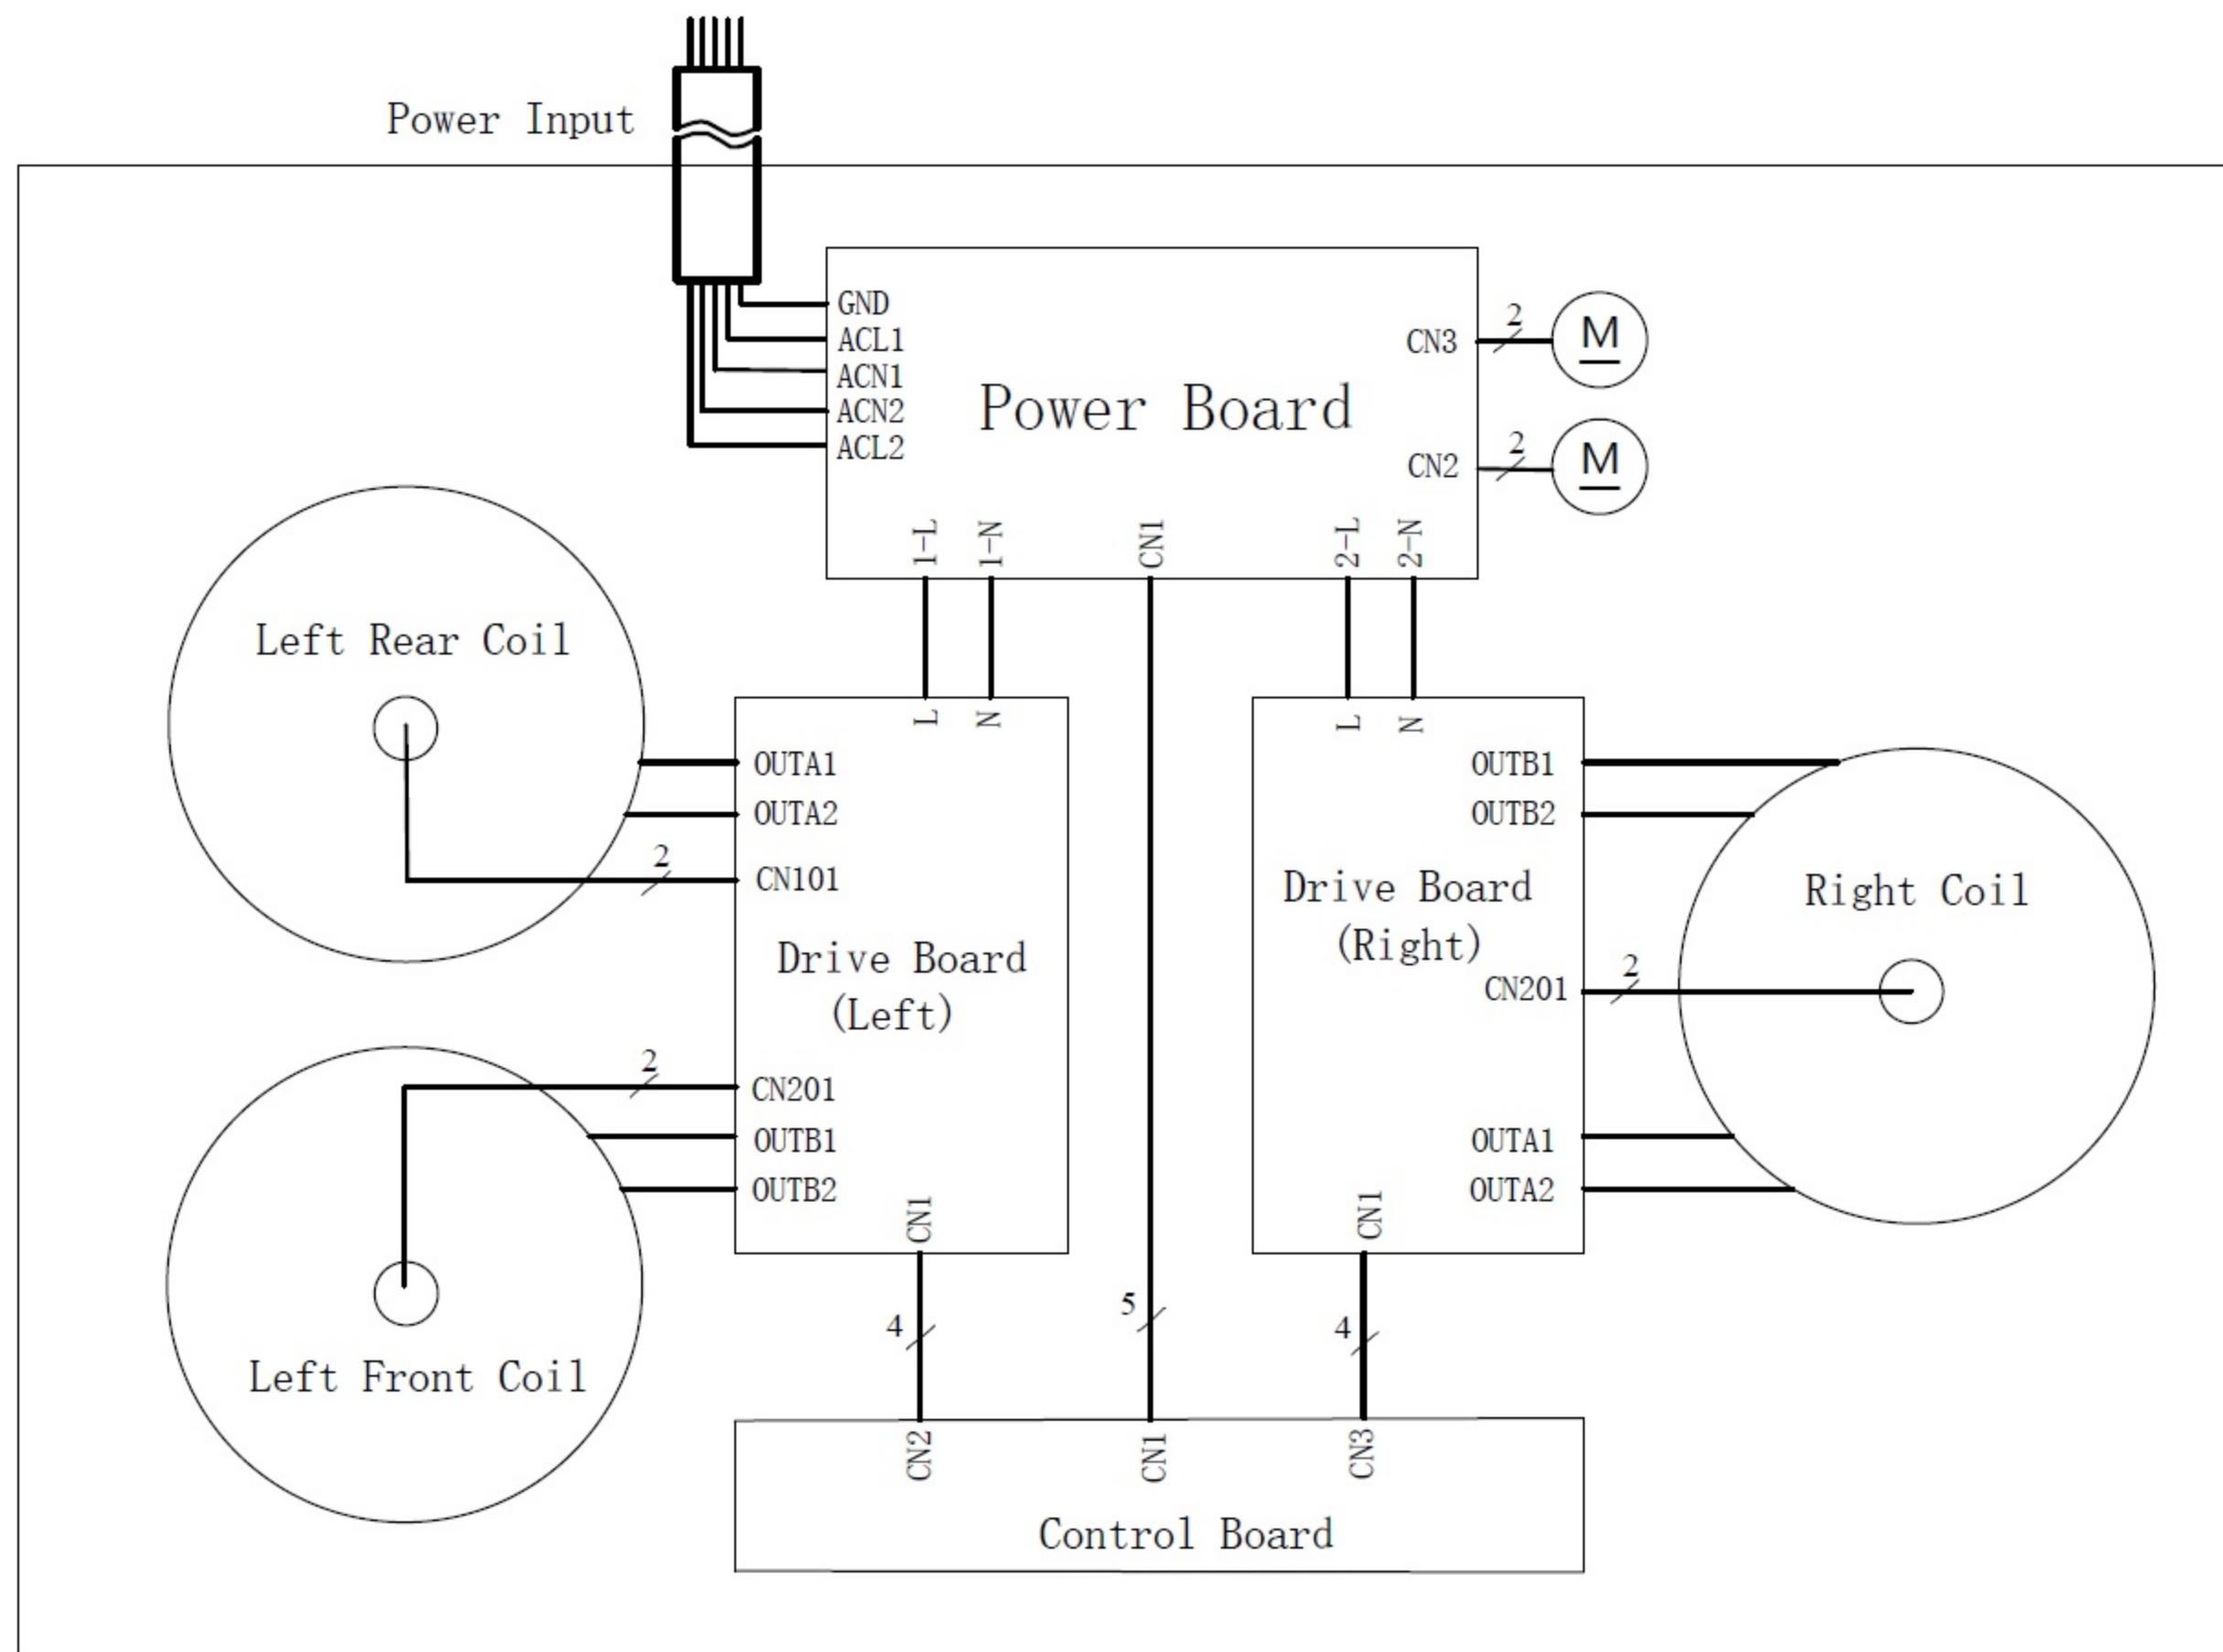 Power Input
GND
ACL1
ACN1
ACN2
ACL2
Power Board
CN3
2
M
CN2
2
M
1-L
1-N
CN1
2-L
2-N
Left Rear Coil
L
N
OUTA1
OUTA2
2
CN101
Drive Board
(Left)
2
CN201
OUTB1
OUTB2
CN1
Left Front Coil
L
N
OUTB1
OUTB2
Drive Board
(Right)
CN201
2
Right Coil
OUTA1
OUTA2
CN1
4
5
4
CN2
CN1
CN3
Control Board